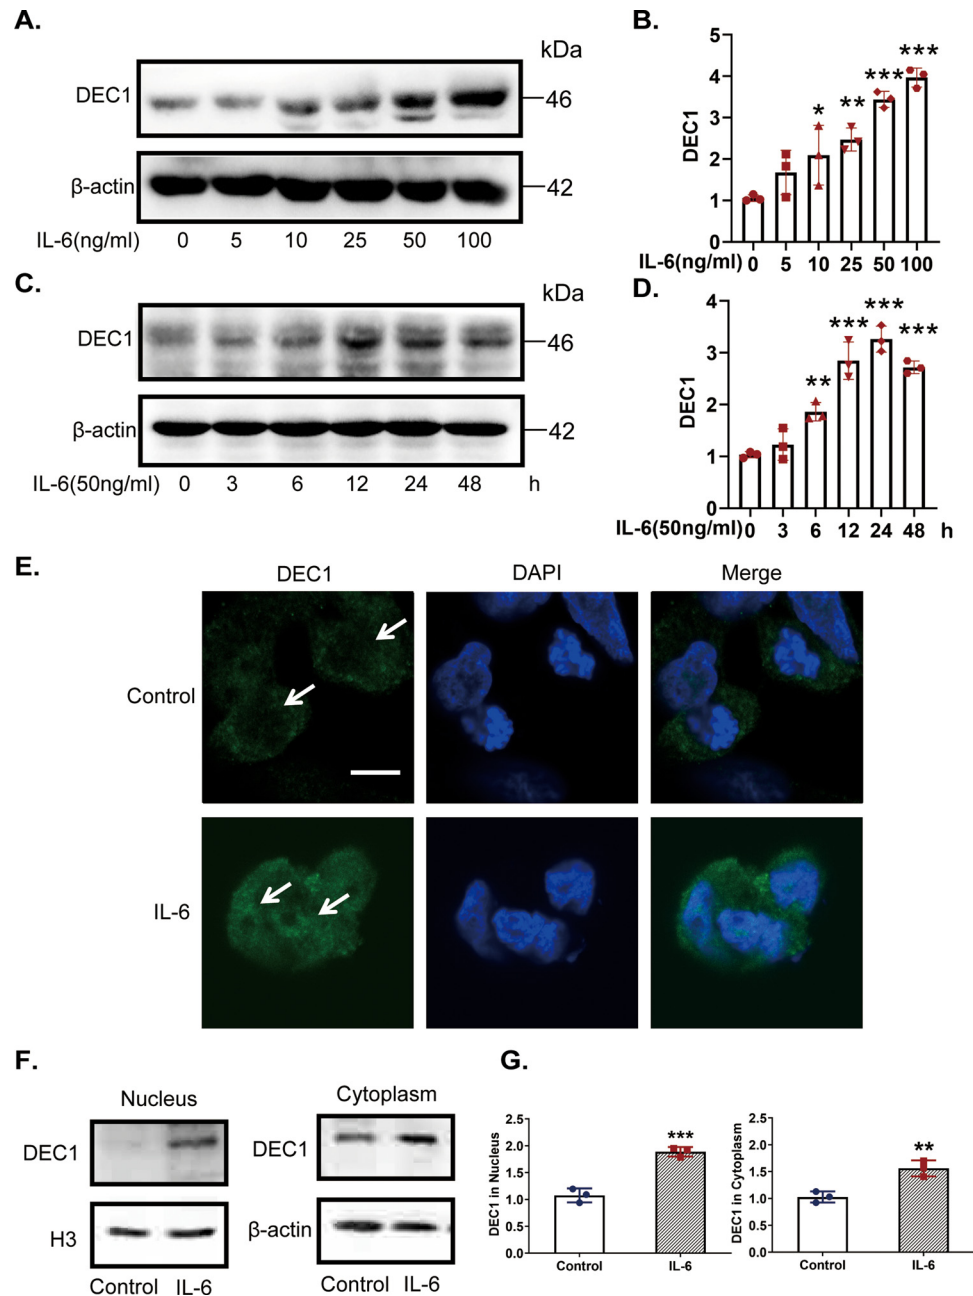 A.
kDa
DEC1
46
β-actin
42
IL-6(ng/ml) 0 5 10 25 50 100
B.
5
4
3
2
1
0
DEC1
* ** *** ***
IL-6(ng/ml) 0 5 10 25 50 100
C.
kDa
DEC1
46
β-actin
42
IL-6(50ng/ml) 0 3 6 12 24 48 h
D.
4
3
2
1
0
DEC1
** *** *** ***
IL-6(50ng/ml) 0 3 6 12 24 48 h
E.
DEC1 DAPI Merge
Control
IL-6
F.
Nucleus
DEC1
H3
Control IL-6
Cytoplasm
DEC1
β-actin
Control IL-6
G.
DEC1 in Nucleus
2.5
2.0
1.5
1.0
0.5
0.0
***
Control IL-6
DEC1 in Cytoplasm
2.5
2.0
1.5
1.0
0.5
0.0
**
Control IL-6